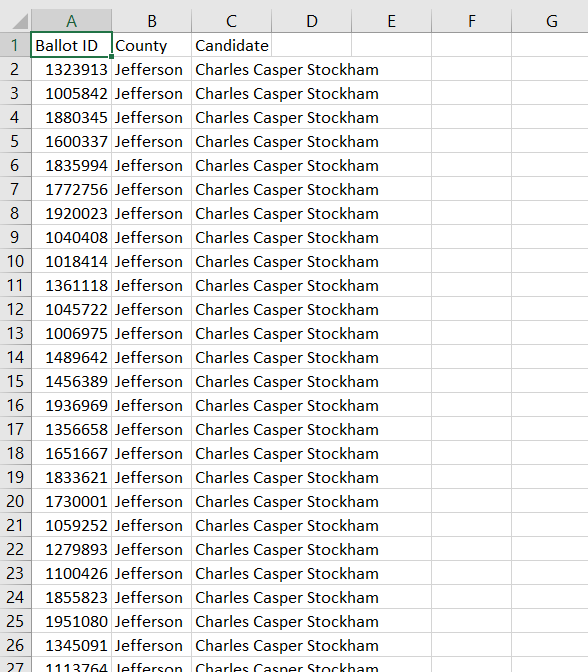 A B C D E F G
1 Ballot ID County Candidate
2 1323913 Jefferson Charles Casper Stockham
3 1005842 Jefferson Charles Casper Stockham
4 1880345 Jefferson Charles Casper Stockham
5 1600337 Jefferson Charles Casper Stockham
6 1835994 Jefferson Charles Casper Stockham
7 1772756 Jefferson Charles Casper Stockham
8 1920023 Jefferson Charles Casper Stockham
9 1040408 Jefferson Charles Casper Stockham
10 1018414 Jefferson Charles Casper Stockham
11 1361118 Jefferson Charles Casper Stockham
12 1045722 Jefferson Charles Casper Stockham
13 1006975 Jefferson Charles Casper Stockham
14 1489642 Jefferson Charles Casper Stockham
15 1456389 Jefferson Charles Casper Stockham
16 1936969 Jefferson Charles Casper Stockham
17 1356658 Jefferson Charles Casper Stockham
18 1651667 Jefferson Charles Casper Stockham
19 1833621 Jefferson Charles Casper Stockham
20 1730001 Jefferson Charles Casper Stockham
21 1059252 Jefferson Charles Casper Stockham
22 1279893 Jefferson Charles Casper Stockham
23 1100426 Jefferson Charles Casper Stockham
24 1855823 Jefferson Charles Casper Stockham
25 1951080 Jefferson Charles Casper Stockham
26 1345091 Jefferson Charles Casper Stockham
27 1113764 Jefferson Charles Casper Stockham